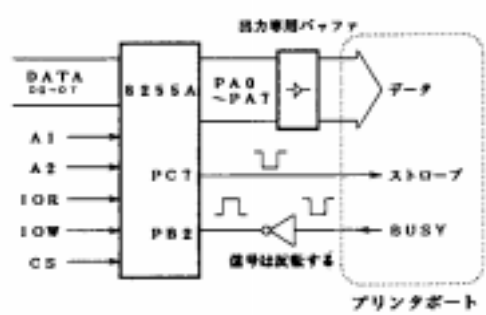 出力専用バッファ
DATA
D0-D7
8255A
PA0
~PA7
データ
A1
A2
PC7
ストローブ
IOR
IOW
PB2
BUSY
CS
信号は反転する
プリンタポート